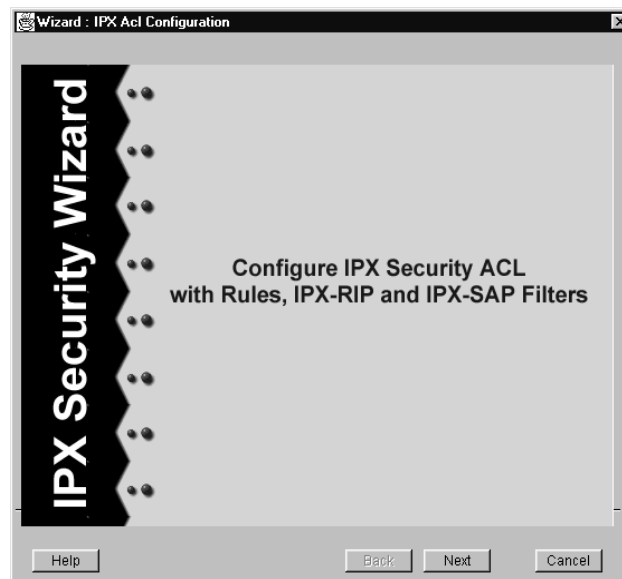 Wizard : IPX Acl Configuration
IPX Security Wizard
Configure IPX Security ACL
with Rules, IPX-RIP and IPX-SAP Filters
Help
Back
Next
Cancel